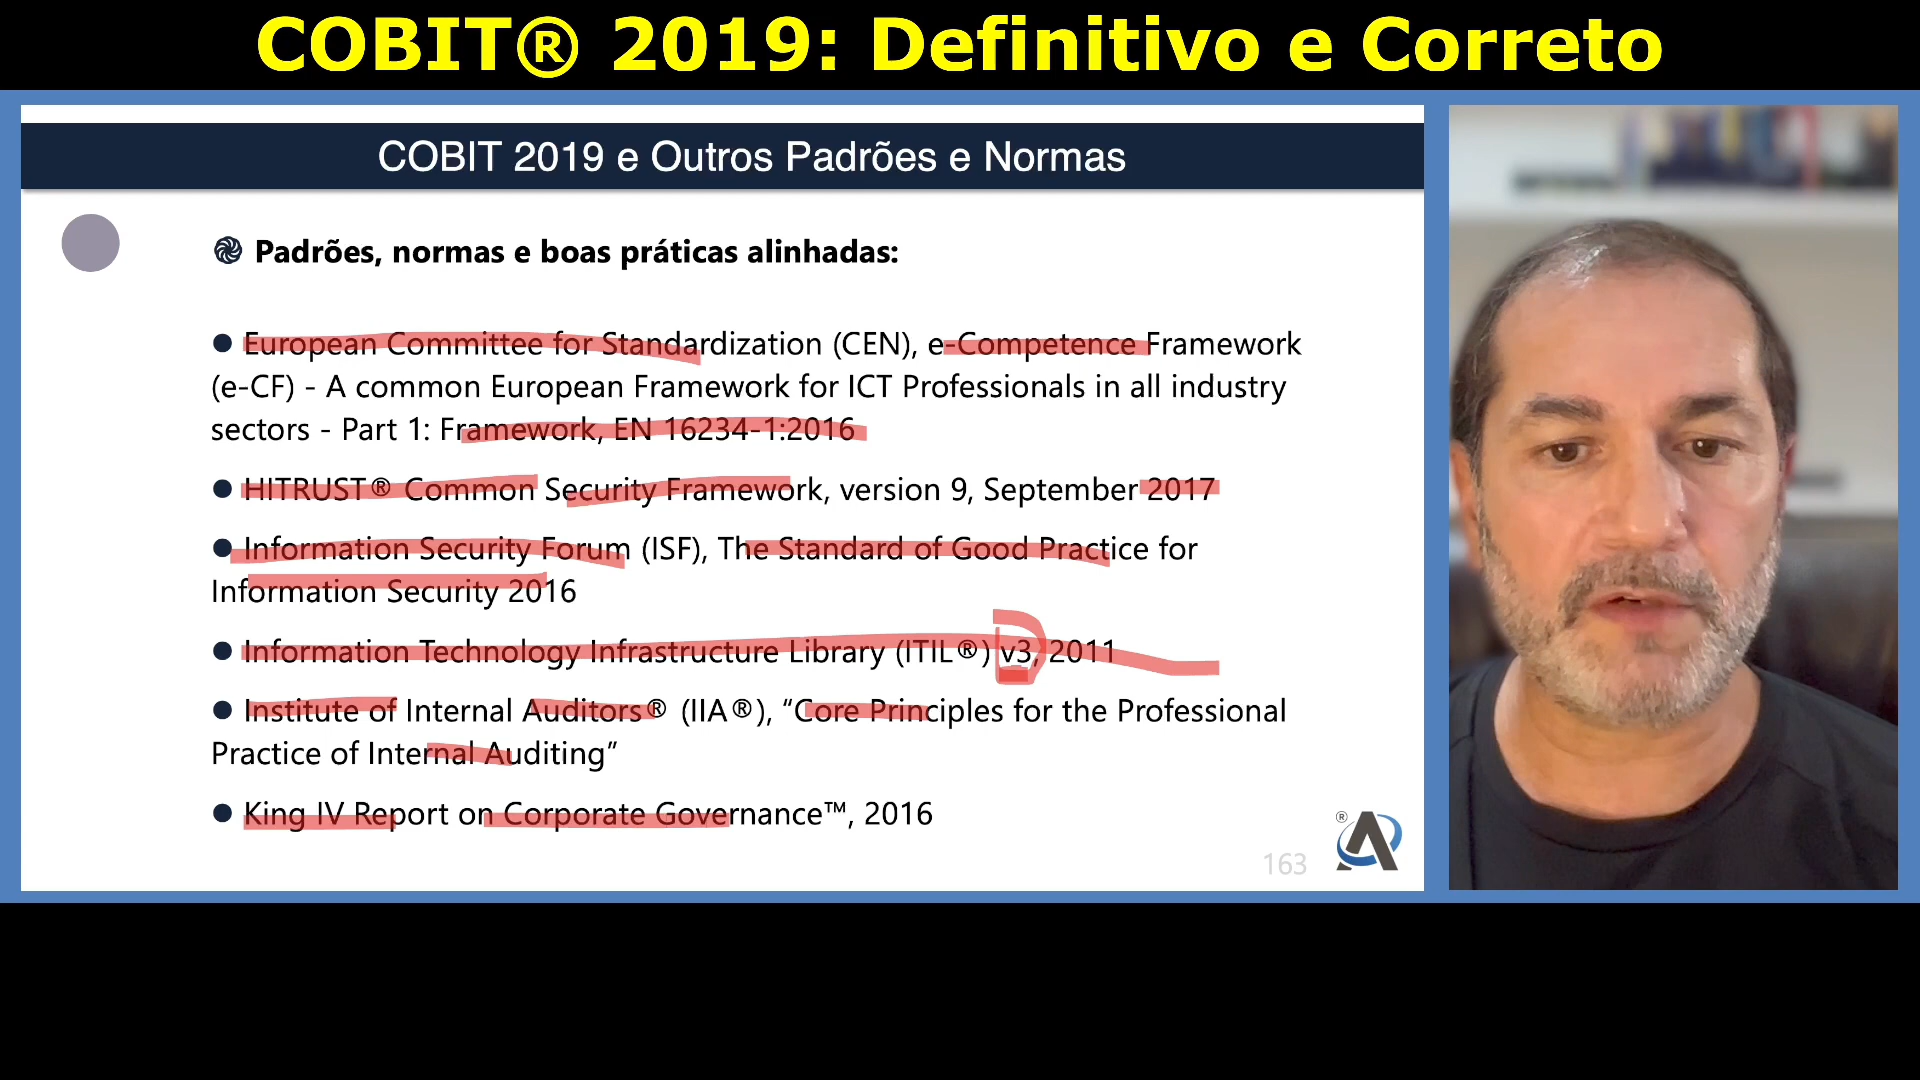 COBIT® 2019: Definitivo e Correto
COBIT 2019 e Outros Padrões e Normas
Padrões, normas e boas práticas alinhadas:
● European Committee for Standardization (CEN), e-Competence Framework
(e-CF) - A common European Framework for ICT Professionals in all industry
sectors - Part 1: Framework, EN 16234-1:2016
● HITRUST® Common Security Framework, version 9, September 2017
● Information Security Forum (ISF), The Standard of Good Practice for
Information Security 2016
● Information Technology Infrastructure Library (ITIL®) v3, 2011
● Institute of Internal Auditors® (IIA®), “Core Principles for the Professional
Practice of Internal Auditing”
● King IV Report on Corporate Governance™, 2016
163
®